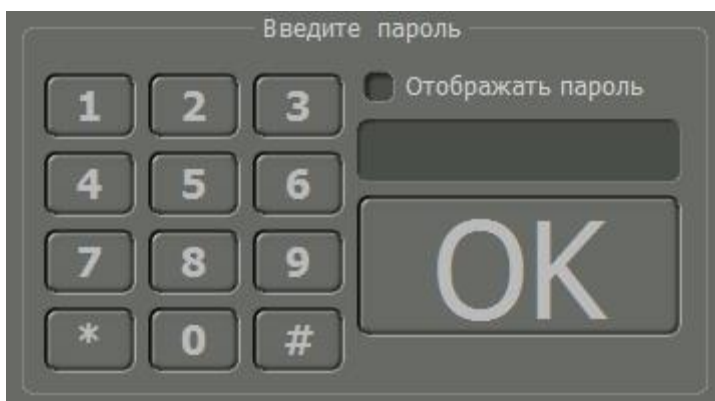 Введите пароль
1 2 3
Отображать пароль
4 5 6
7 8 9
OK
* 0 #